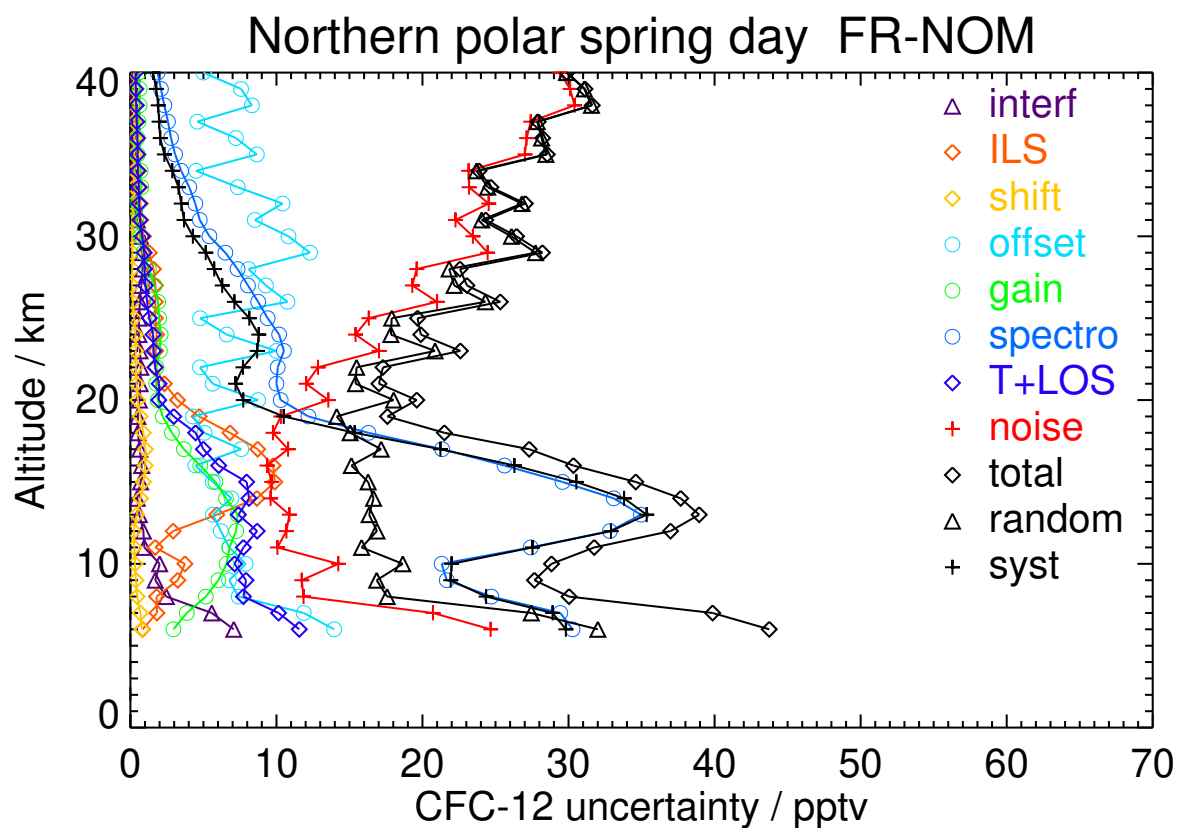 Northern polar spring day FR-NOM
40
30
20
10
0
Altitude / km
interf
ILS
shift
offset
gain
spectro
T+LOS
noise
total
random
syst
0 10 20 30 40 50 60 70
CFC-12 uncertainty / pptv